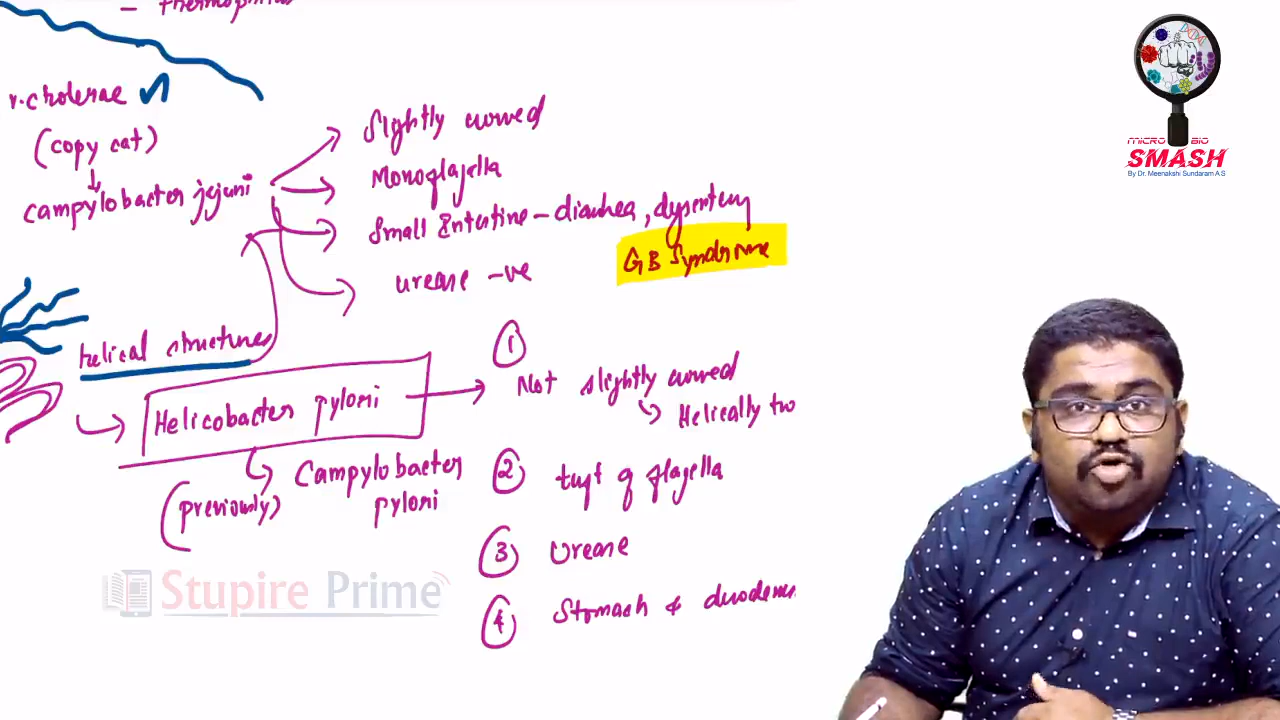 - thermophilus
v.cholerae
(copy cat)
campylobacter jejuni
Slightly curved
Monoflagella
Small Intestine - diarrhea, dysentery
GB Syndrome
urease -ve
helical structures
Helicobacter pylori
(previously)
Campylobacter
pylori
1
Not slightly curved
Helically tw
2 tuft of flagella
3 Urease
4 Stomach & duodenum
Stupire Prime
MICRO BIO
SMASH
By Dr. Meenakshi Sundaram A S